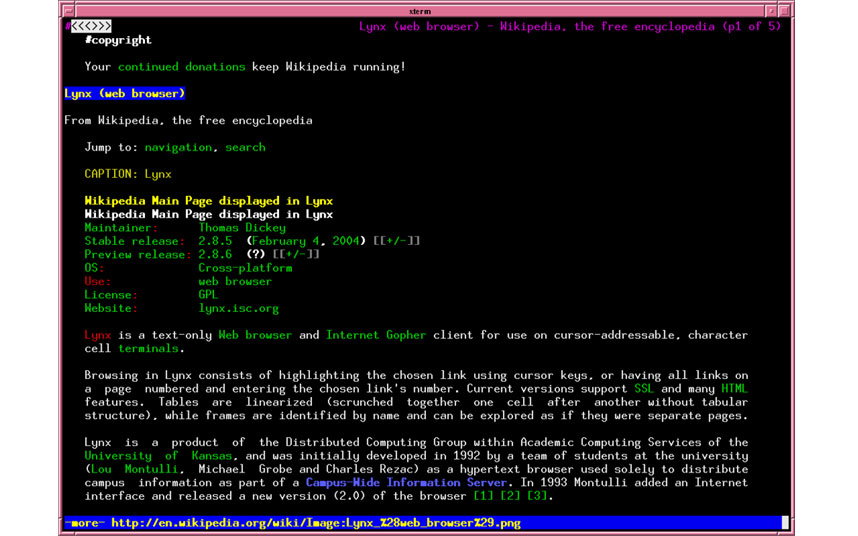 xterm
#<<<>>> Lynx (web browser) - Wikipedia, the free encyclopedia (p1 of 5)
#copyright
Your continued donations keep Wikipedia running!
Lynx (web browser)
From Wikipedia, the free encyclopedia
Jump to: navigation, search
CAPTION: Lynx
Wikipedia Main Page displayed in Lynx
Wikipedia Main Page displayed in Lynx
Maintainer: Thomas Dickey
Stable release: 2.8.5 (February 4, 2004) [[+/-]]
Preview release: 2.8.6 (?) [[+/-]]
OS: Cross-platform
Use: web browser
License: GPL
Website: lynx.isc.org
Lynx is a text-only Web browser and Internet Gopher client for use on cursor-addressable, character
cell terminals.
Browsing in Lynx consists of highlighting the chosen link using cursor keys, or having all links on
a page numbered and entering the chosen link's number. Current versions support SSL and many HTML
features. Tables are linearized (scrunched together one cell after another without tabular
structure), while frames are identified by name and can be explored as if they were separate pages.
Lynx is a product of the Distributed Computing Group within Academic Computing Services of the
University of Kansas, and was initially developed in 1992 by a team of students at the university
(Lou Montulli, Michael Grobe and Charles Rezac) as a hypertext browser used solely to distribute
campus information as part of a Campus-Wide Information Server. In 1993 Montulli added an Internet
interface and released a new version (2.0) of the browser [1] [2] [3].
-more- http://en.wikipedia.org/wiki/Image:Lynx_%28web_browser%29.png